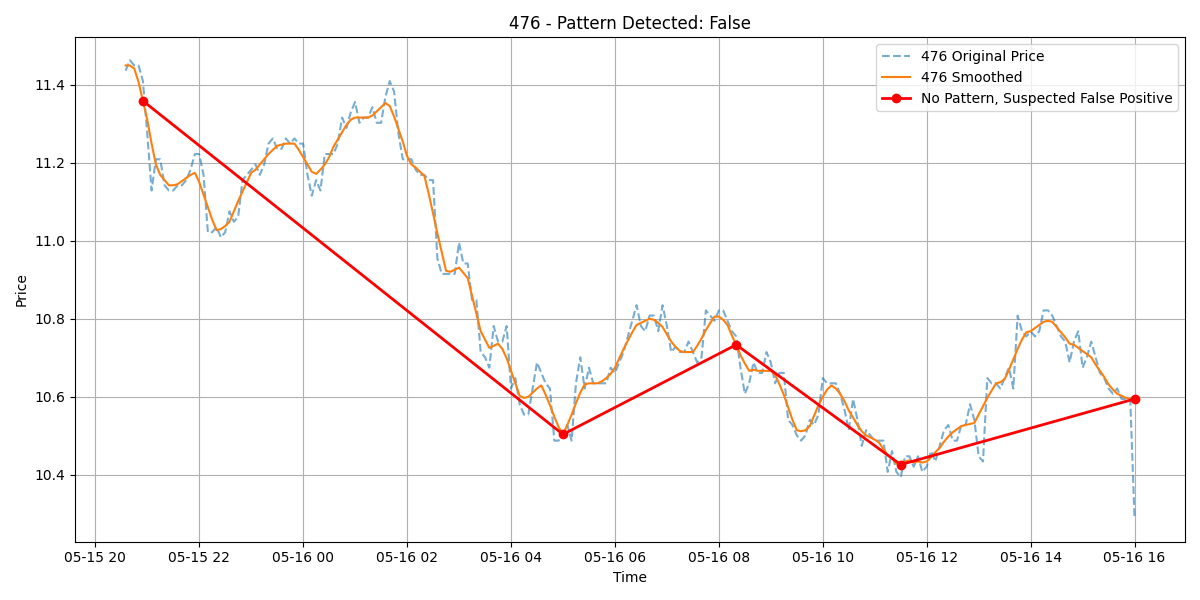 476 - Pattern Detected: False
476 Original Price
476 Smoothed
No Pattern, Suspected False Positive
Price
11.4
11.2
11.0
10.8
10.6
10.4
05-15 20 05-15 22 05-16 00 05-16 02 05-16 04 05-16 06 05-16 08 05-16 10 05-16 12 05-16 14 05-16 16
Time